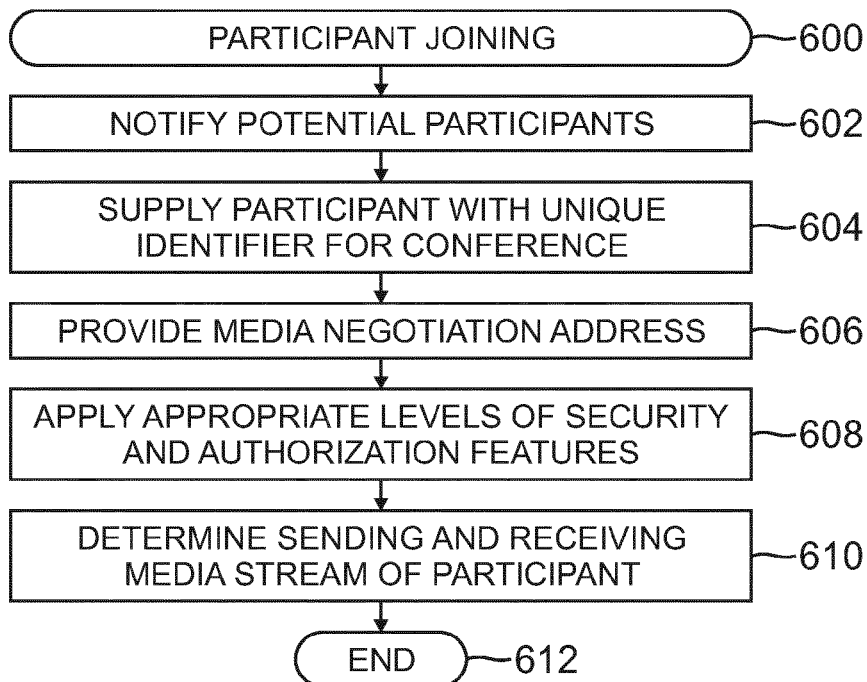 PARTICIPANT JOINING 600
NOTIFY POTENTIAL PARTICIPANTS 602
SUPPLY PARTICIPANT WITH UNIQUE
IDENTIFIER FOR CONFERENCE 604
PROVIDE MEDIA NEGOTIATION ADDRESS 606
APPLY APPROPRIATE LEVELS OF SECURITY
AND AUTHORIZATION FEATURES 608
DETERMINE SENDING AND RECEIVING
MEDIA STREAM OF PARTICIPANT 610
END 612